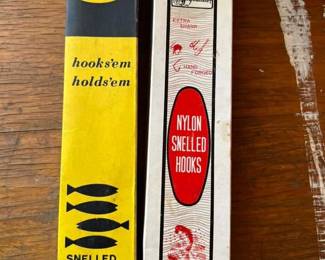 hooks'em
holds'em
SNELLED
EXTRA
SHARP
HAND
FORGED
NYLON
SNELLED
HOOKS